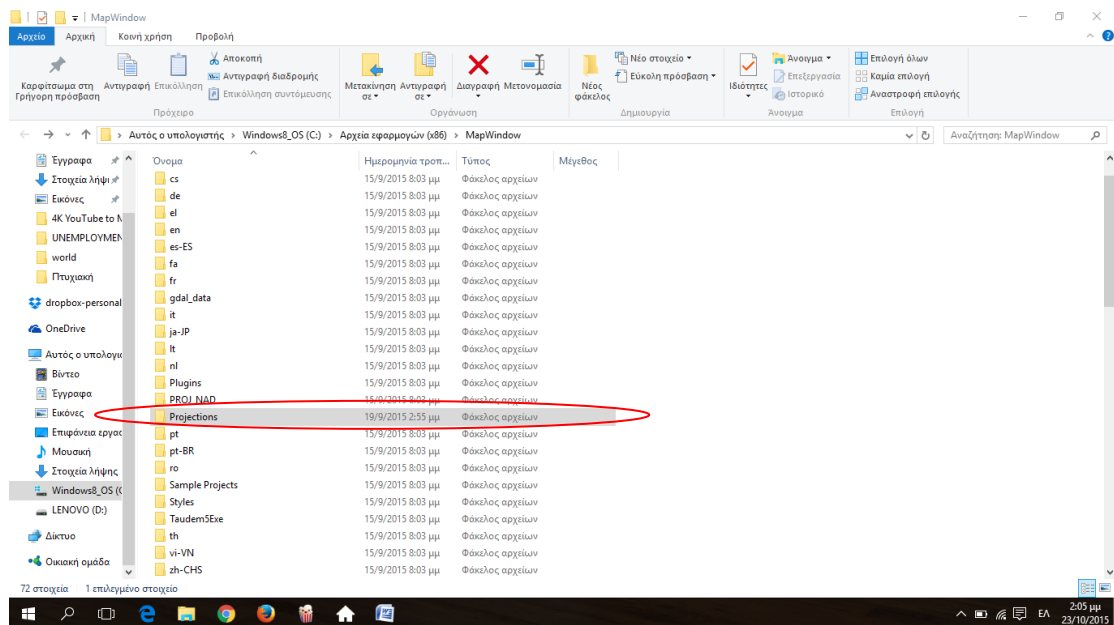 MapWindow
Αρχείο Αρχική Κοινή χρήση Προβολή
Καρφίτσωμα στη Γρήγορη πρόσβαση
Αντιγραφή
Επικόλληση
Αποκοπή
Αντιγραφή διαδρομής
Επικόλληση συντόμευσης
Πρόχειρο
Μετακίνηση σε
Αντιγραφή σε
Διαγραφή
Μετονομασία
Οργάνωση
Νέος φάκελος
Νέο στοιχείο
Εύκολη πρόσβαση
Δημιουργία
Ιδιότητες
Άνοιγμα
Επεξεργασία
Ιστορικό
Άνοιγμα
Επιλογή όλων
Καμία επιλογή
Αναστροφή επιλογής
Επιλογή
Αυτός ο υπολογιστής > Windows8_OS (C:) > Αρχεία εφαρμογών (x86) > MapWindow
Αναζήτηση: MapWindow
Έγγραφα
Στοιχεία λήψι
Εικόνες
4K YouTube to M
UNEMPLOYMEN
world
Πτυχιακή
dropbox-personal
OneDrive
Αυτός ο υπολογισ
Βίντεο
Έγγραφα
Εικόνες
Επιφάνεια εργασ
Μουσική
Στοιχεία λήψης
Windows8_OS (C
LENOVO (D:)
Δίκτυο
Οικιακή ομάδα
Όνομα Ημερομηνία τροπ... Τύπος Μέγεθος
cs 15/9/2015 8:03 μμ Φάκελος αρχείων
de 15/9/2015 8:03 μμ Φάκελος αρχείων
el 15/9/2015 8:03 μμ Φάκελος αρχείων
en 15/9/2015 8:03 μμ Φάκελος αρχείων
es-ES 15/9/2015 8:03 μμ Φάκελος αρχείων
fa 15/9/2015 8:03 μμ Φάκελος αρχείων
fr 15/9/2015 8:03 μμ Φάκελος αρχείων
gdal_data 15/9/2015 8:03 μμ Φάκελος αρχείων
it 15/9/2015 8:03 μμ Φάκελος αρχείων
ja-JP 15/9/2015 8:03 μμ Φάκελος αρχείων
lt 15/9/2015 8:03 μμ Φάκελος αρχείων
nl 15/9/2015 8:03 μμ Φάκελος αρχείων
Plugins 15/9/2015 8:03 μμ Φάκελος αρχείων
PROJ_NAD 15/9/2015 8:03 μμ Φάκελος αρχείων
Projections 19/9/2015 2:55 μμ Φάκελος αρχείων
pt 15/9/2015 8:03 μμ Φάκελος αρχείων
pt-BR 15/9/2015 8:03 μμ Φάκελος αρχείων
ro 15/9/2015 8:03 μμ Φάκελος αρχείων
Sample Projects 15/9/2015 8:03 μμ Φάκελος αρχείων
Styles 15/9/2015 8:03 μμ Φάκελος αρχείων
Taudem5Exe 15/9/2015 8:03 μμ Φάκελος αρχείων
th 15/9/2015 8:03 μμ Φάκελος αρχείων
vi-VN 15/9/2015 8:03 μμ Φάκελος αρχείων
zh-CHS 15/9/2015 8:03 μμ Φάκελος αρχείων
72 στοιχεία 1 επιλεγμένο στοιχείο
ΕΛ
2:05 μμ
23/10/2015